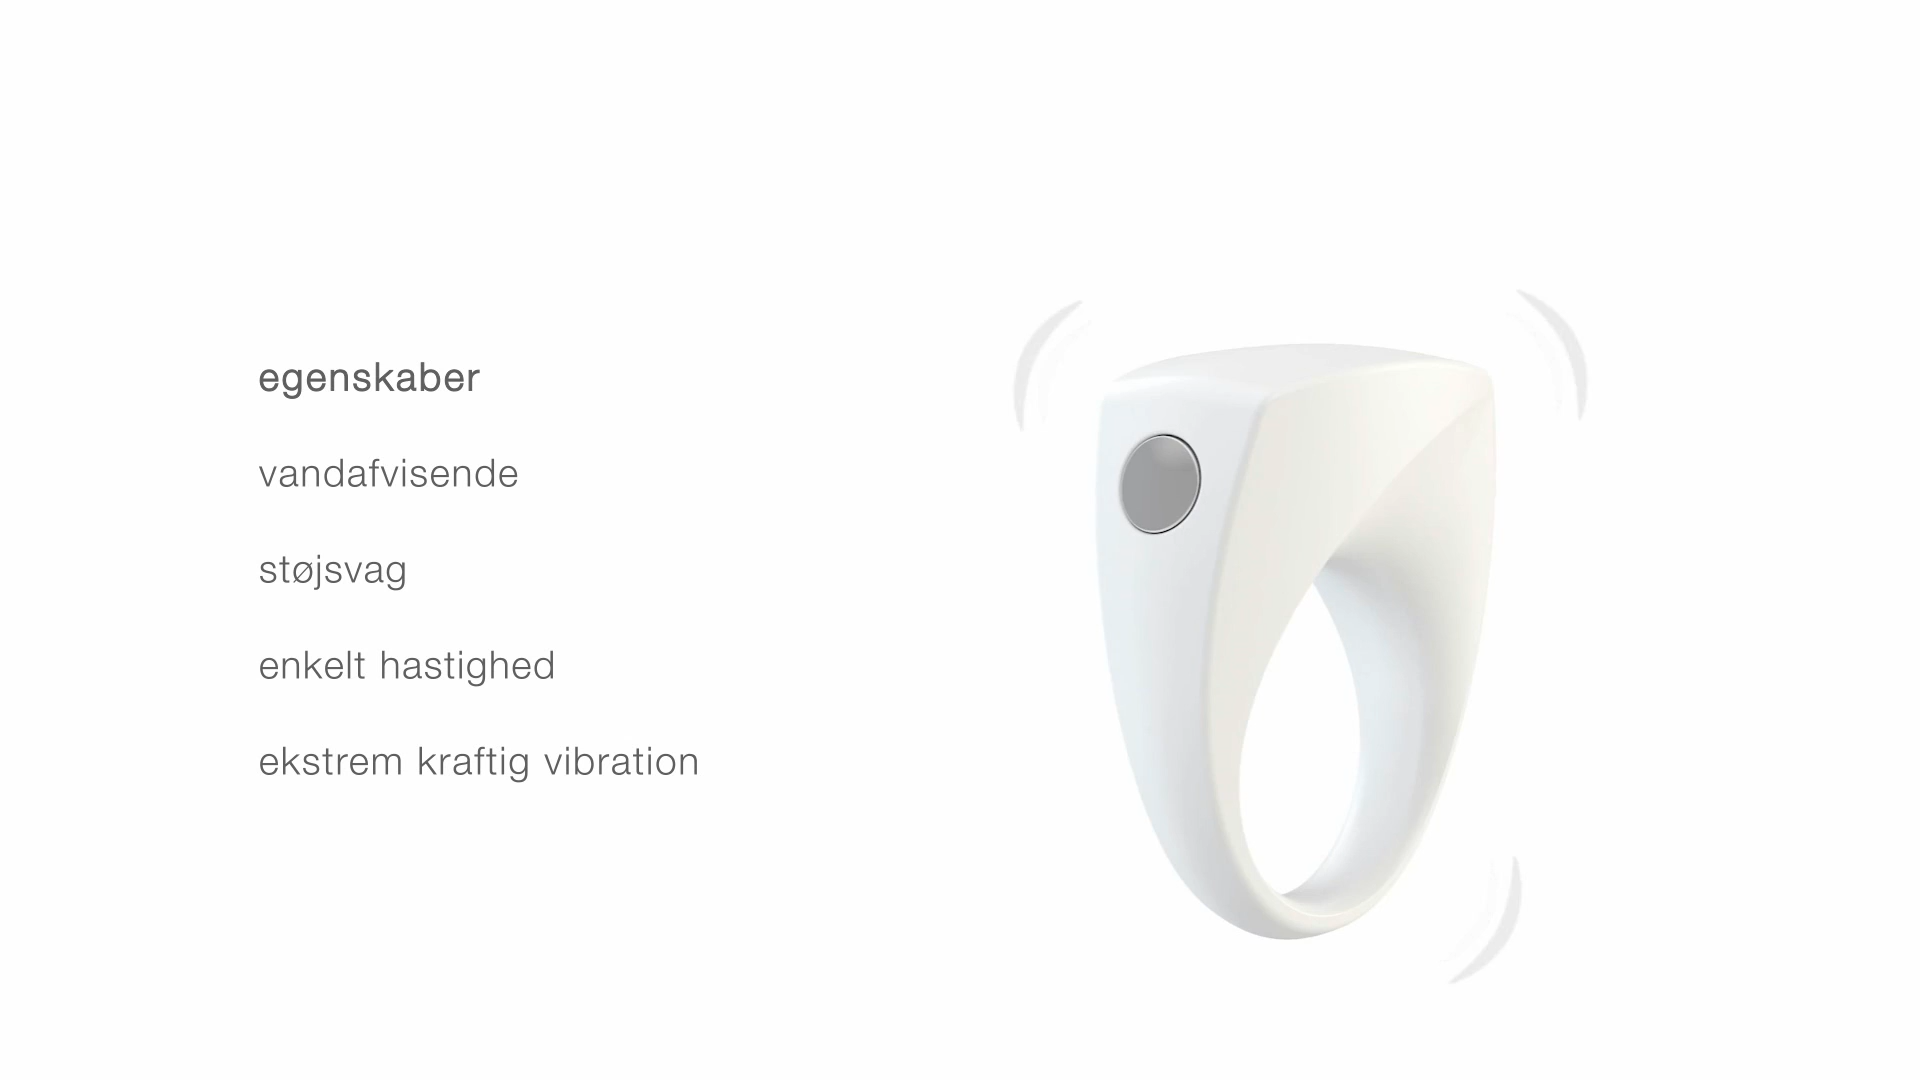 egenskaber
vandafvisende
støjsvag
enkelt hastighed
ekstrem kraftig vibration